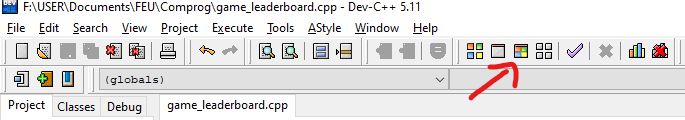 DEV F:\USER\Documents\FEU\Comprog\game_leaderboard.cpp - Dev-C++ 5.11
File Edit Search View Project Execute Tools AStyle Window Help
(globals)
Project Classes Debug game_leaderboard.cpp